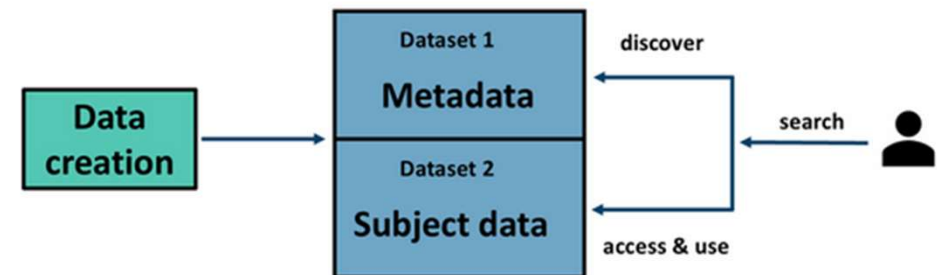 Data
creation
Dataset 1
Metadata
Dataset 2
Subject data
discover
search
access & use